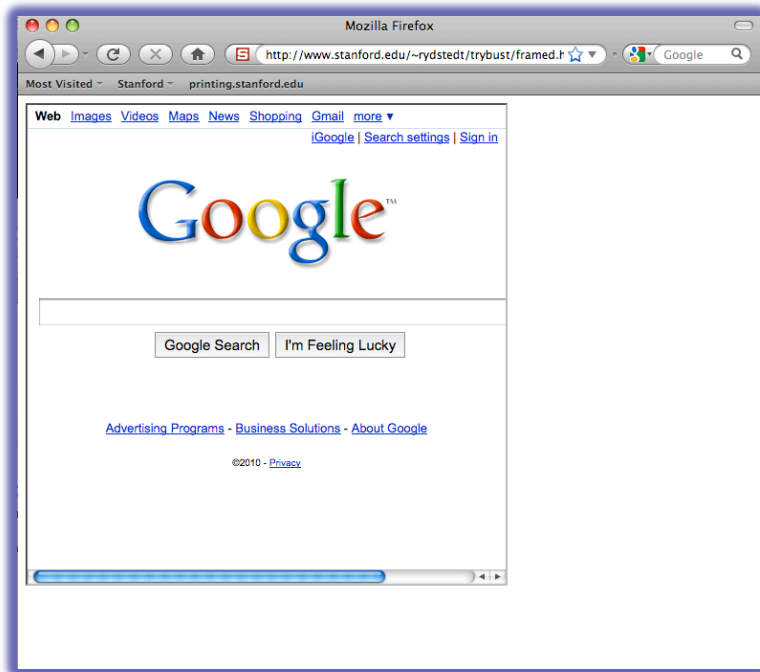 Mozilla Firefox
http://www.stanford.edu/~rydstedt/trybust/framed.h
Google
Most Visited Stanford printing.stanford.edu
Web Images Videos Maps News Shopping Gmail more ▼
iGoogle | Search settings | Sign in
Google™
Google Search I'm Feeling Lucky
Advertising Programs - Business Solutions - About Google
©2010 - Privacy